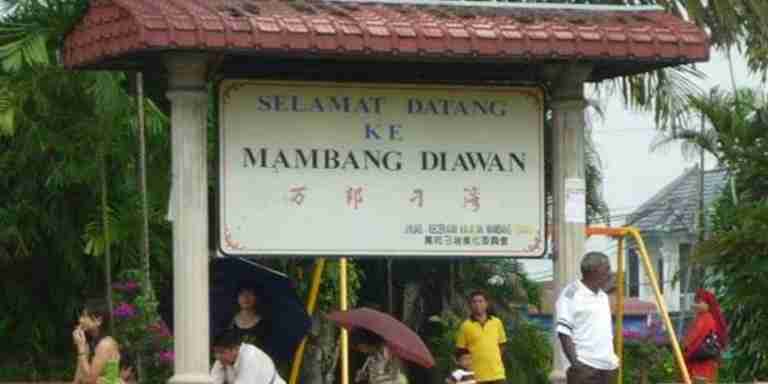 SELAMAT DATANG
KE
MAMBANG DIAWAN
万邦刁湾